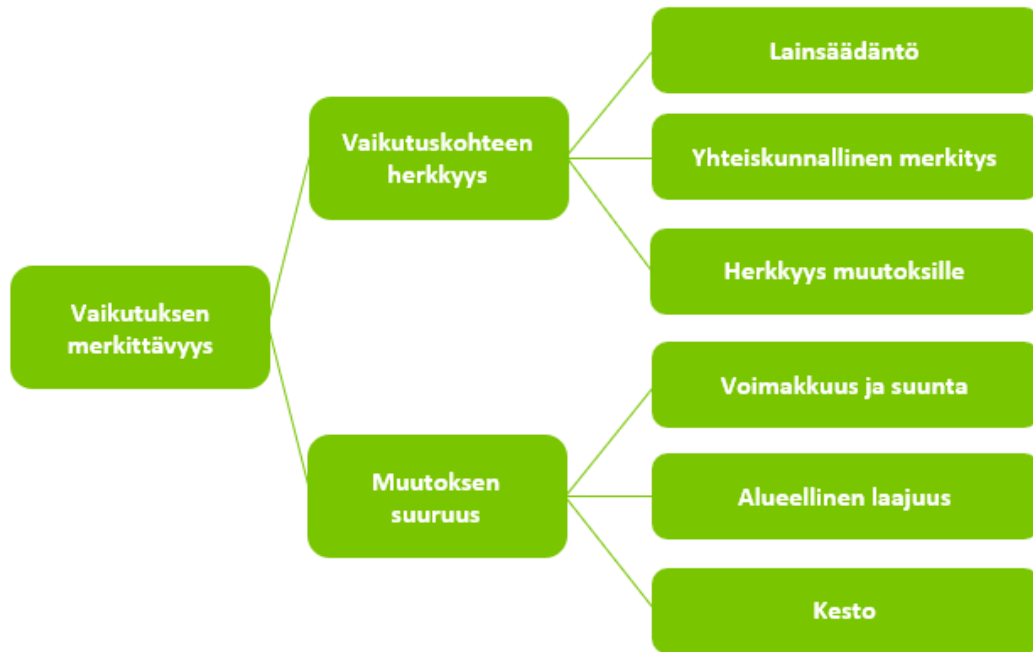 Lainsäädäntö
Vaikutuskohteen
herkkyys
Yhteiskunnallinen merkitys
Herkkyys muutoksille
Vaikutuksen
merkittävyys
Voimakkuus ja suunta
Muutoksen
suuruus
Alueellinen laajuus
Kesto